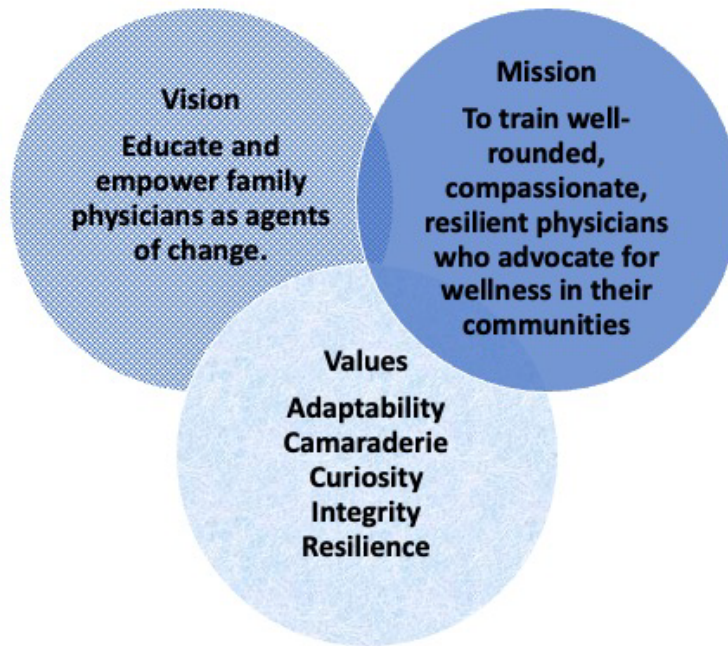 Vision
Educate and
empower family
physicians as agents
of change.
Mission
To train well-
rounded,
compassionate,
resilient physicians
who advocate for
wellness in their
communities
Values
Adaptability
Camaraderie
Curiosity
Integrity
Resilience